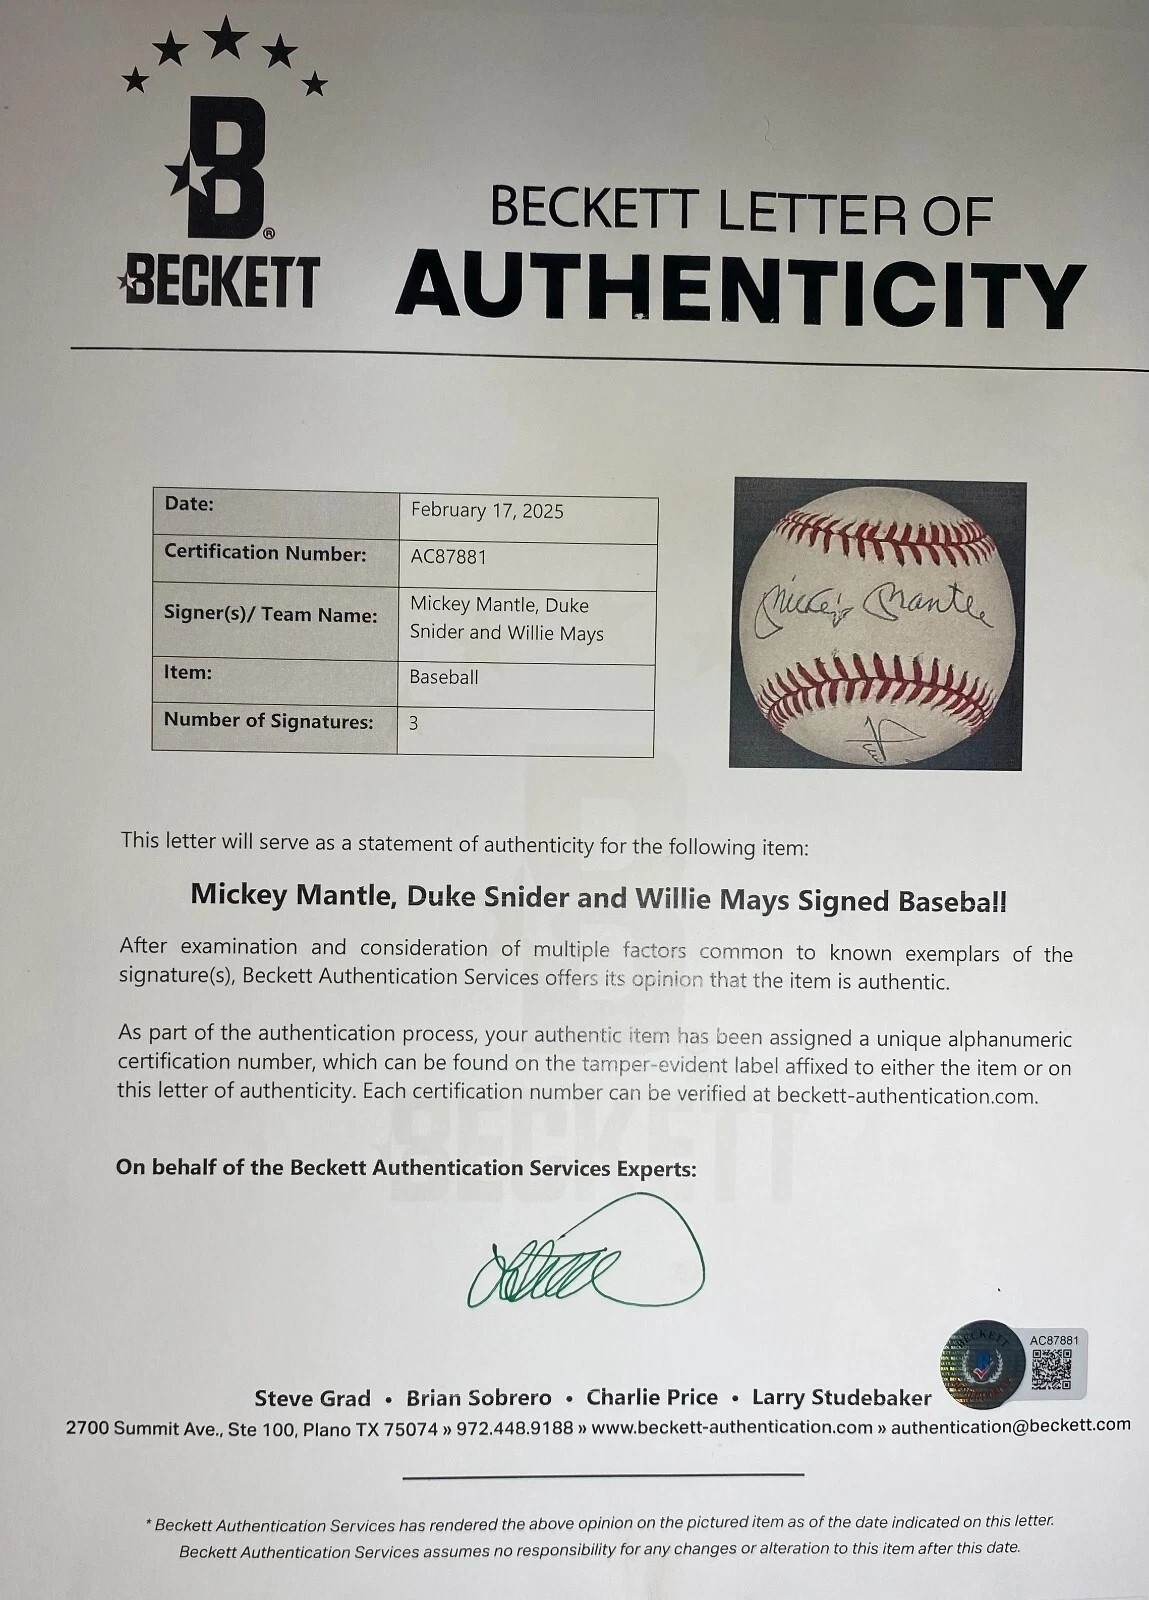 B®
BECKETT
BECKETT LETTER OF
AUTHENTICITY
Date: February 17, 2025
Certification Number: AC87881
Signer(s)/ Team Name: Mickey Mantle, Duke
Snider and Willie Mays
Item: Baseball
Number of Signatures: 3
Mickey Mantle
This letter will serve as a statement of authenticity for the following item:
Mickey Mantle, Duke Snider and Willie Mays Signed Baseball
After examination and consideration of multiple factors common to known exemplars of the
signature(s), Beckett Authentication Services offers its opinion that the item is authentic.
As part of the authentication process, your authentic item has been assigned a unique alphanumeric
certification number, which can be found on the tamper-evident label affixed to either the item or on
this letter of authenticity. Each certification number can be verified at beckett-authentication.com.
On behalf of the Beckett Authentication Services Experts:
BECKETT
AC87881
Steve Grad • Brian Sobrero • Charlie Price • Larry Studebaker
2700 Summit Ave., Ste 100, Plano TX 75074 » 972.448.9188 » www.beckett-authentication.com » authentication@beckett.com
* Beckett Authentication Services has rendered the above opinion on the pictured item as of the date indicated on this letter.
Beckett Authentication Services assumes no responsibility for any changes or alteration to this item after this date.